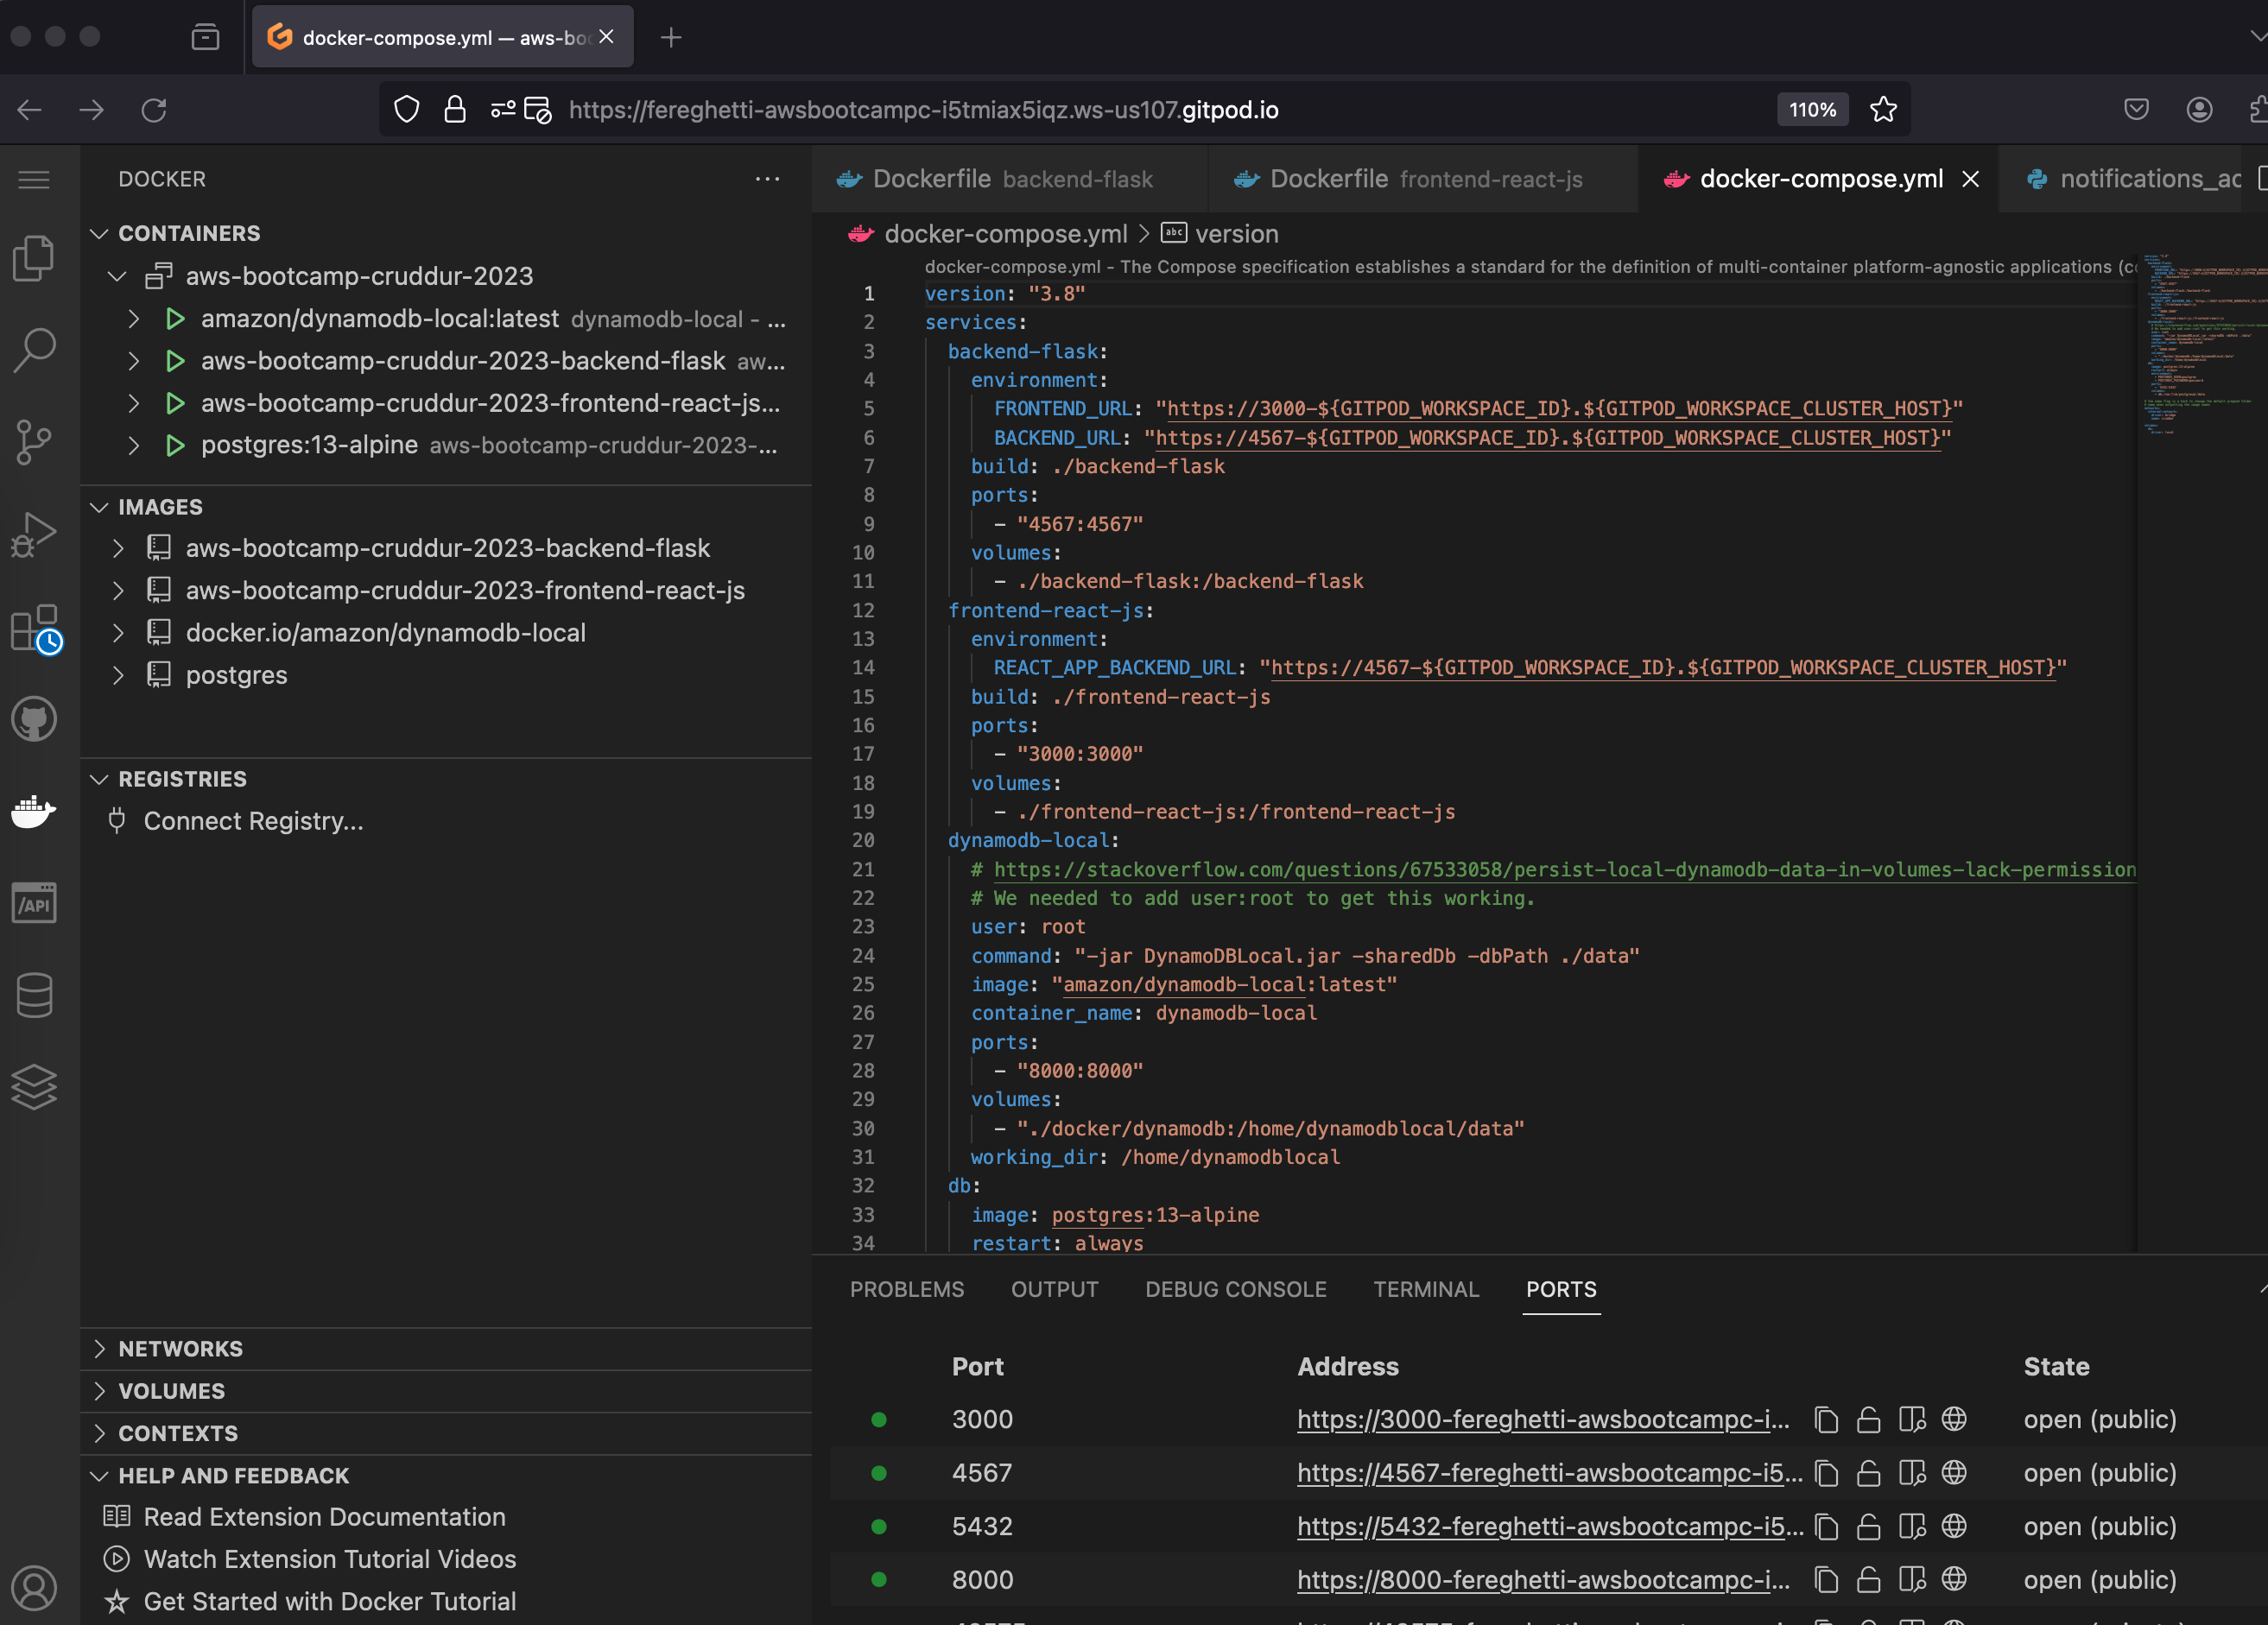 docker-compose.yml — aws-boo
https://fereghetti-awsbootcampc-i5tmiax5iqz.ws-us107.gitpod.io
110%
DOCKER
CONTAINERS
aws-bootcamp-cruddur-2023
amazon/dynamodb-local:latest dynamodb-local - ...
aws-bootcamp-cruddur-2023-backend-flask aw...
aws-bootcamp-cruddur-2023-frontend-react-js...
postgres:13-alpine aws-bootcamp-cruddur-2023-...
IMAGES
aws-bootcamp-cruddur-2023-backend-flask
aws-bootcamp-cruddur-2023-frontend-react-js
docker.io/amazon/dynamodb-local
postgres
REGISTRIES
Connect Registry...
/API
NETWORKS
VOLUMES
CONTEXTS
HELP AND FEEDBACK
Read Extension Documentation
Watch Extension Tutorial Videos
Get Started with Docker Tutorial
Dockerfile backend-flask
Dockerfile frontend-react-js
docker-compose.yml
notifications_ac
docker-compose.yml > abc version
docker-compose.yml - The Compose specification establishes a standard for the definition of multi-container platform-agnostic applications (co
1 version: "3.8"
2 services:
3 backend-flask:
4 environment:
5 FRONTEND_URL: "https://3000-${GITPOD_WORKSPACE_ID}.${GITPOD_WORKSPACE_CLUSTER_HOST}"
6 BACKEND_URL: "https://4567-${GITPOD_WORKSPACE_ID}.${GITPOD_WORKSPACE_CLUSTER_HOST}"
7 build: ./backend-flask
8 ports:
9 - "4567:4567"
10 volumes:
11 - ./backend-flask:/backend-flask
12 frontend-react-js:
13 environment:
14 REACT_APP_BACKEND_URL: "https://4567-${GITPOD_WORKSPACE_ID}.${GITPOD_WORKSPACE_CLUSTER_HOST}"
15 build: ./frontend-react-js
16 ports:
17 - "3000:3000"
18 volumes:
19 - ./frontend-react-js:/frontend-react-js
20 dynamodb-local:
21 # https://stackoverflow.com/questions/67533058/persist-local-dynamodb-data-in-volumes-lack-permission
22 # We needed to add user:root to get this working.
23 user: root
24 command: "-jar DynamoDBLocal.jar -sharedDb -dbPath ./data"
25 image: "amazon/dynamodb-local:latest"
26 container_name: dynamodb-local
27 ports:
28 - "8000:8000"
29 volumes:
30 - "./docker/dynamodb:/home/dynamodblocal/data"
31 working_dir: /home/dynamodblocal
32 db:
33 image: postgres:13-alpine
34 restart: always
PROBLEMS OUTPUT DEBUG CONSOLE TERMINAL PORTS
Port Address State
3000 https://3000-fereghetti-awsbootcampc-i... open (public)
4567 https://4567-fereghetti-awsbootcampc-i5... open (public)
5432 https://5432-fereghetti-awsbootcampc-i5... open (public)
8000 https://8000-fereghetti-awsbootcampc-i... open (public)